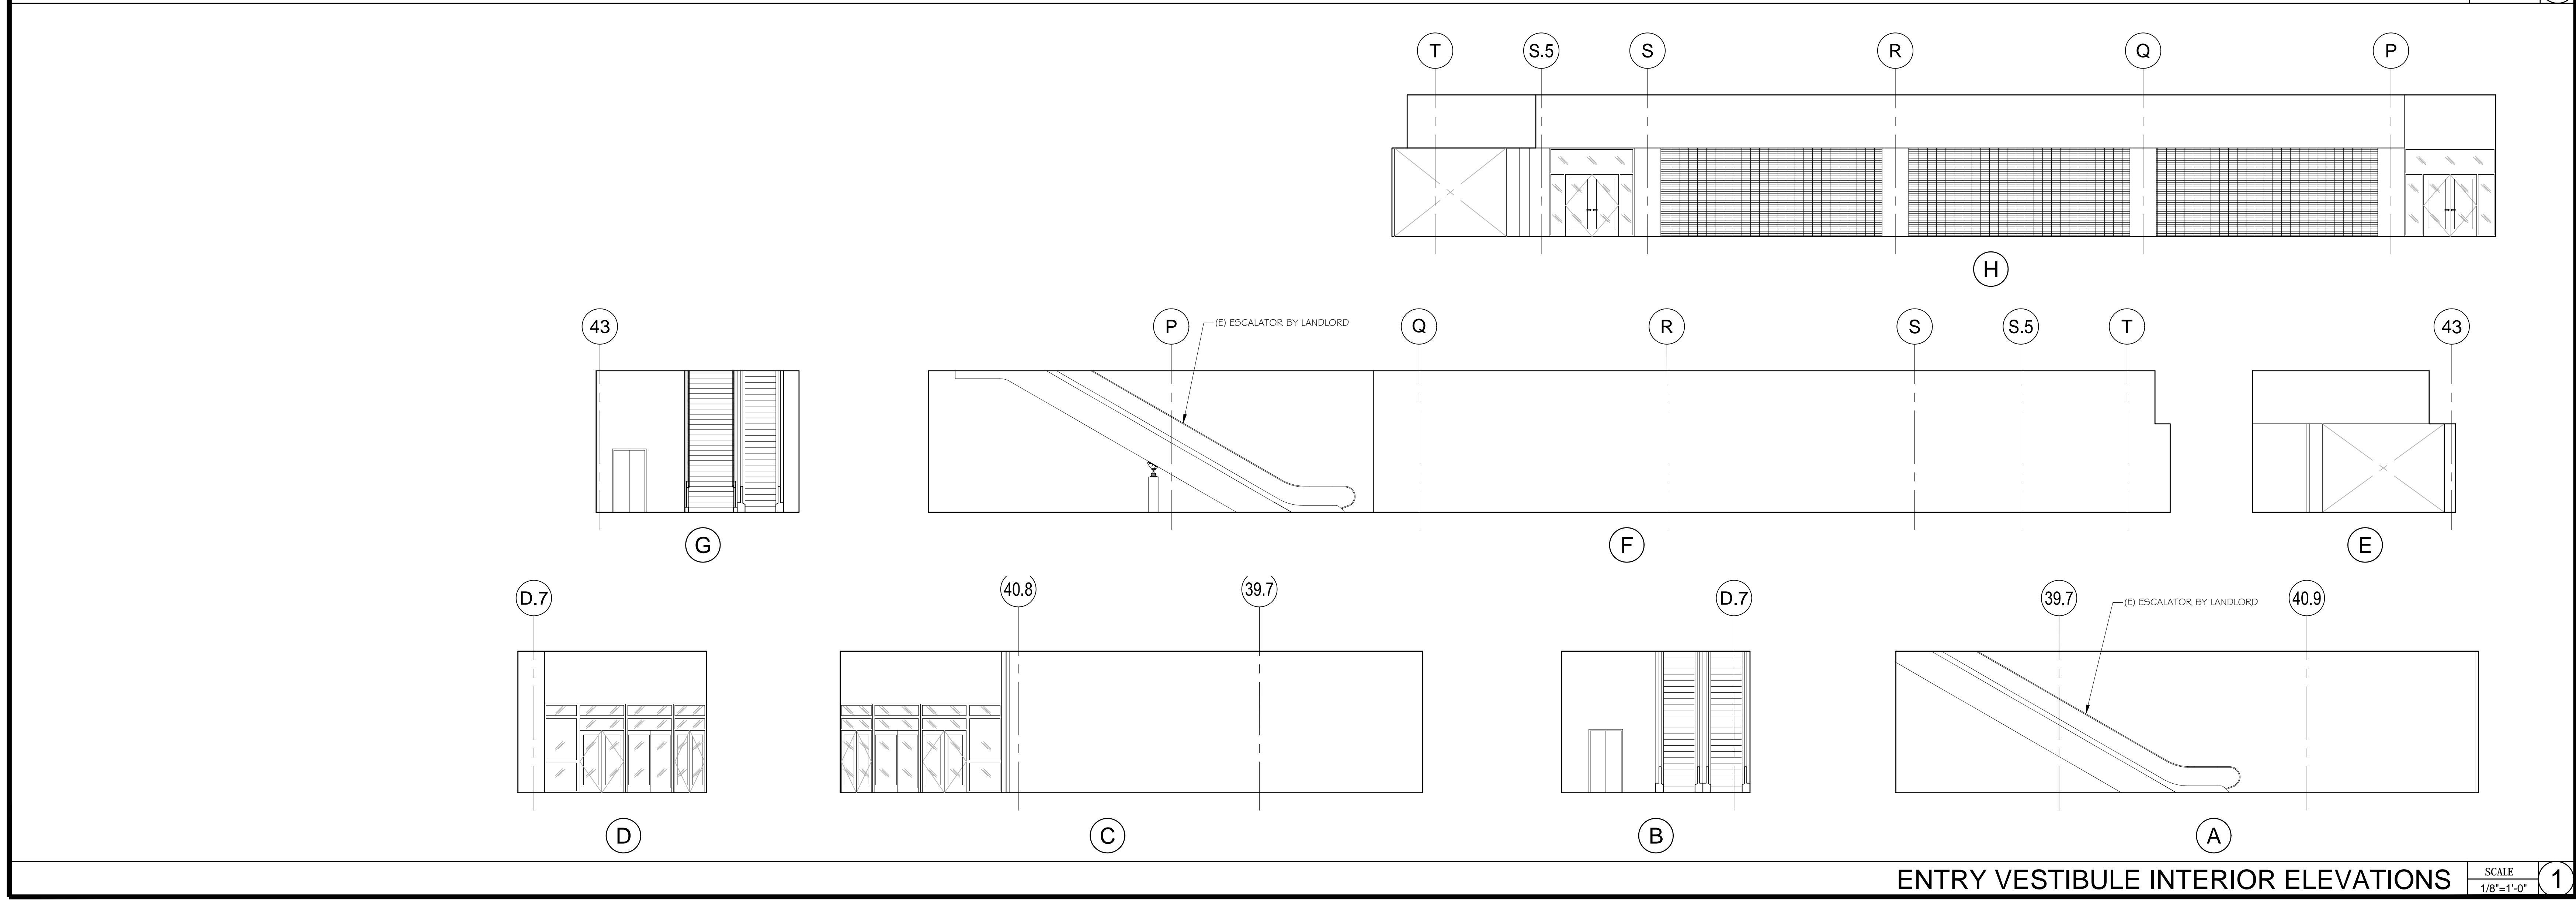 T S.5 S R Q P
H
43 P (E) ESCALATOR BY LANDLORD Q R S S.5 T 43
G F E
D.7 40.8 39.7 D.7 39.7 (E) ESCALATOR BY LANDLORD 40.9
D C B A
ENTRY VESTIBULE INTERIOR ELEVATIONS SCALE 1
1/8"=1'-0"